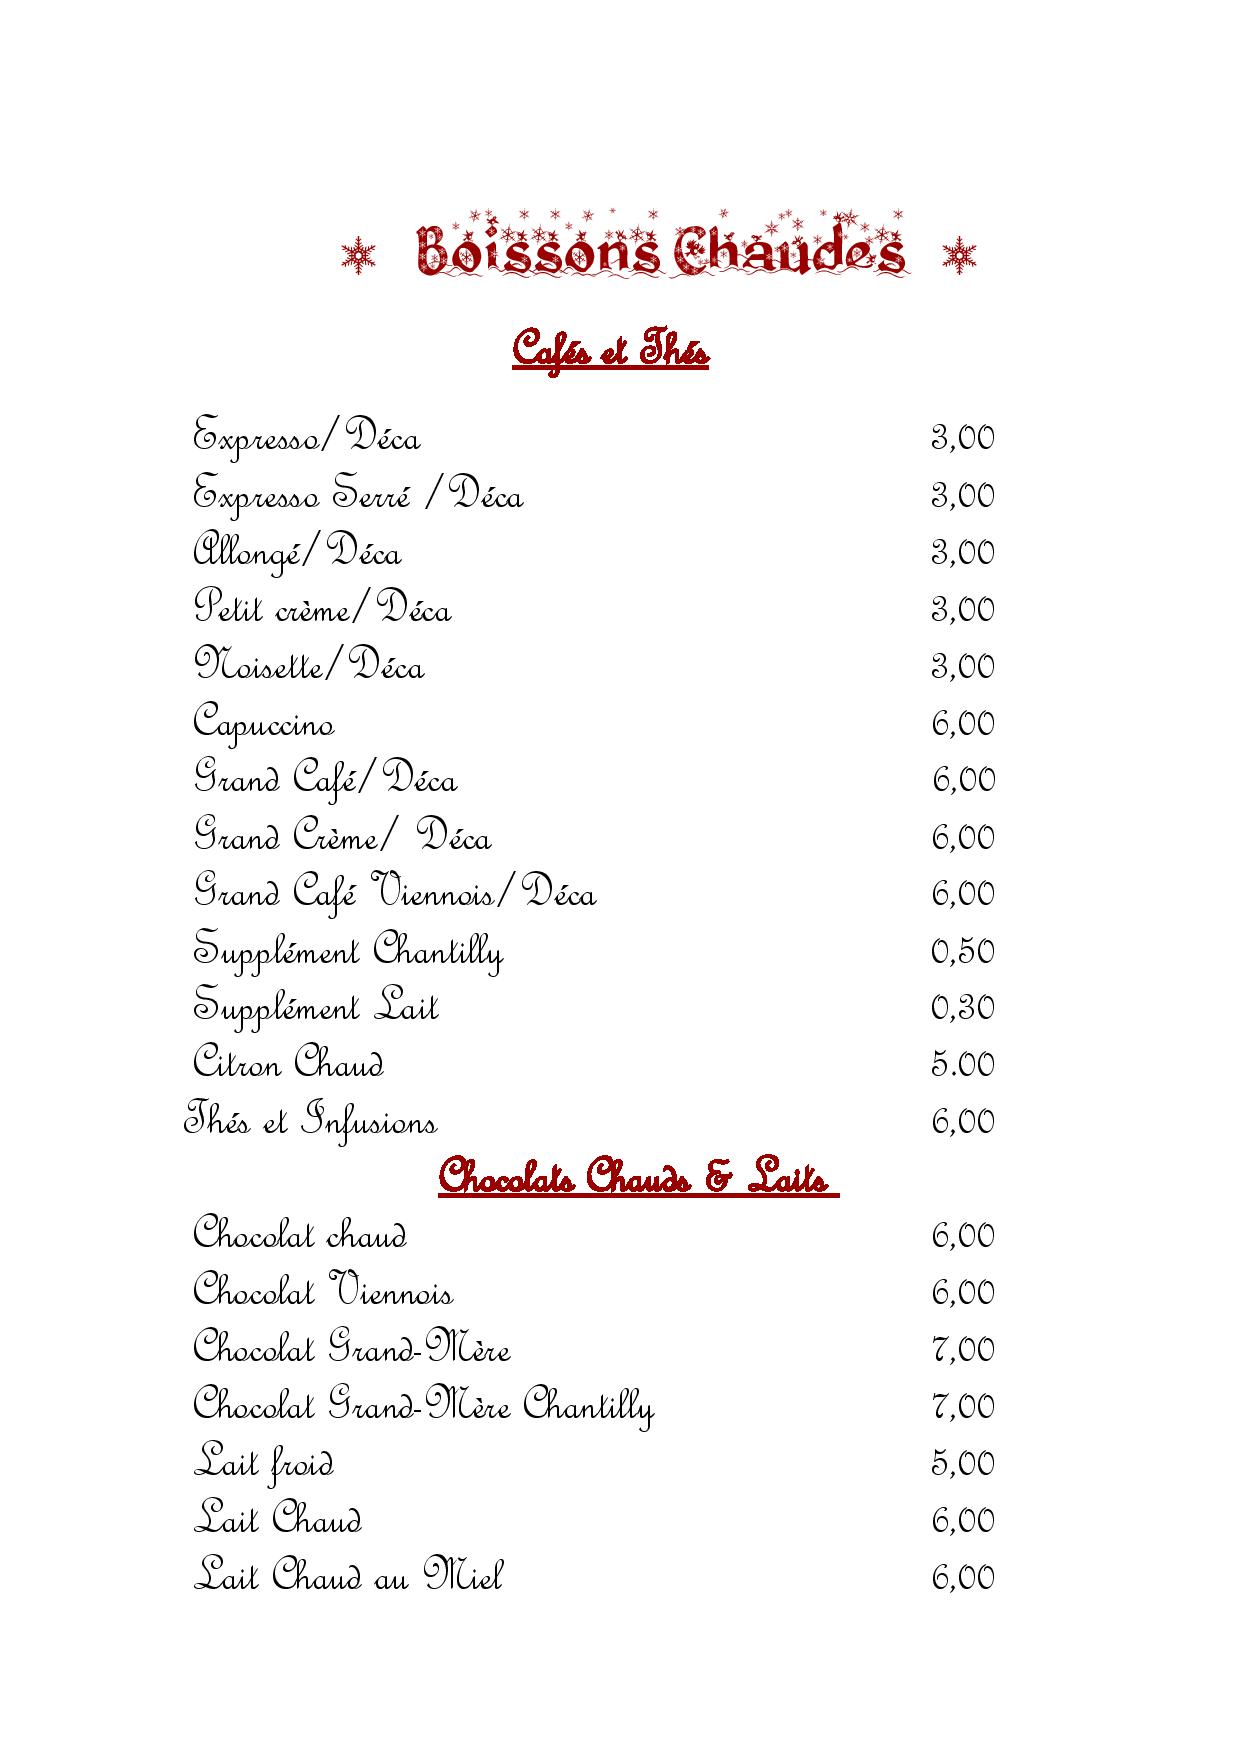 Boissons Chaudes
Cafés et Thés
Expresso/Déca 3,00
Expresso Serré /Déca 3,00
Allongé/Déca 3,00
Petit crème/Déca 3,00
Noisette/Déca 3,00
Capuccino 6,00
Grand Café/Déca 6,00
Grand Crème/ Déca 6,00
Grand Café Viennois/Déca 6,00
Supplément Chantilly 0,50
Supplément Lait 0,30
Citron Chaud 5.00
Thés et Infusions 6,00
Chocolats Chauds & Laits
Chocolat chaud 6,00
Chocolat Viennois 6,00
Chocolat Grand-Mère 7,00
Chocolat Grand-Mère Chantilly 7,00
Lait froid 5,00
Lait Chaud 6,00
Lait Chaud au Miel 6,00